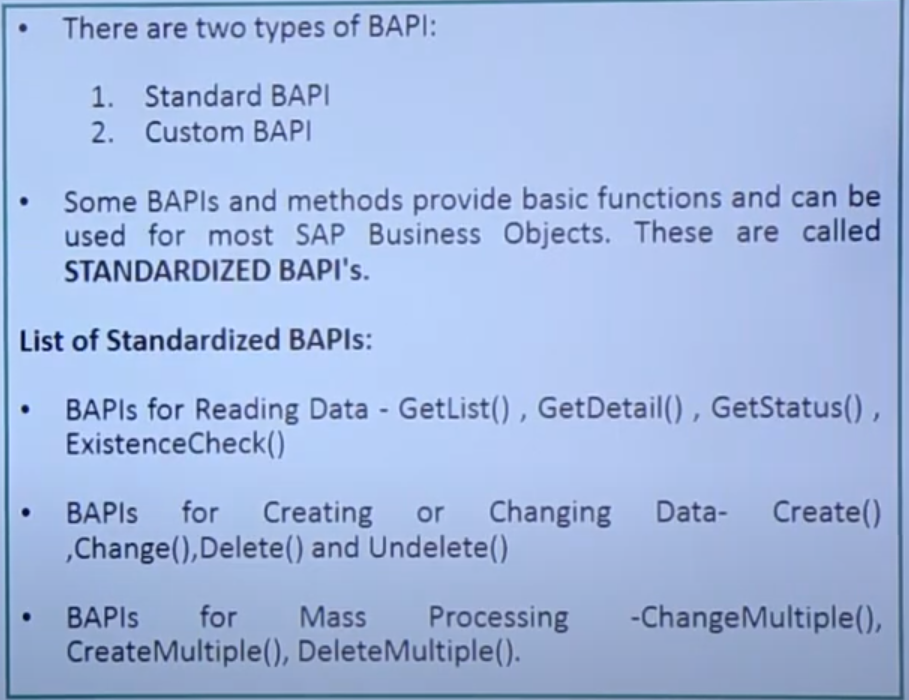 • There are two types of BAPI:
1. Standard BAPI
2. Custom BAPI
• Some BAPIs and methods provide basic functions and can be
used for most SAP Business Objects. These are called
STANDARDIZED BAPI's.
List of Standardized BAPIs:
• BAPIs for Reading Data - GetList() , GetDetail() , GetStatus() ,
ExistenceCheck()
• BAPIs for Creating or Changing Data- Create()
,Change(),Delete() and Undelete()
• BAPIs for Mass Processing -ChangeMultiple(),
CreateMultiple(), DeleteMultiple().